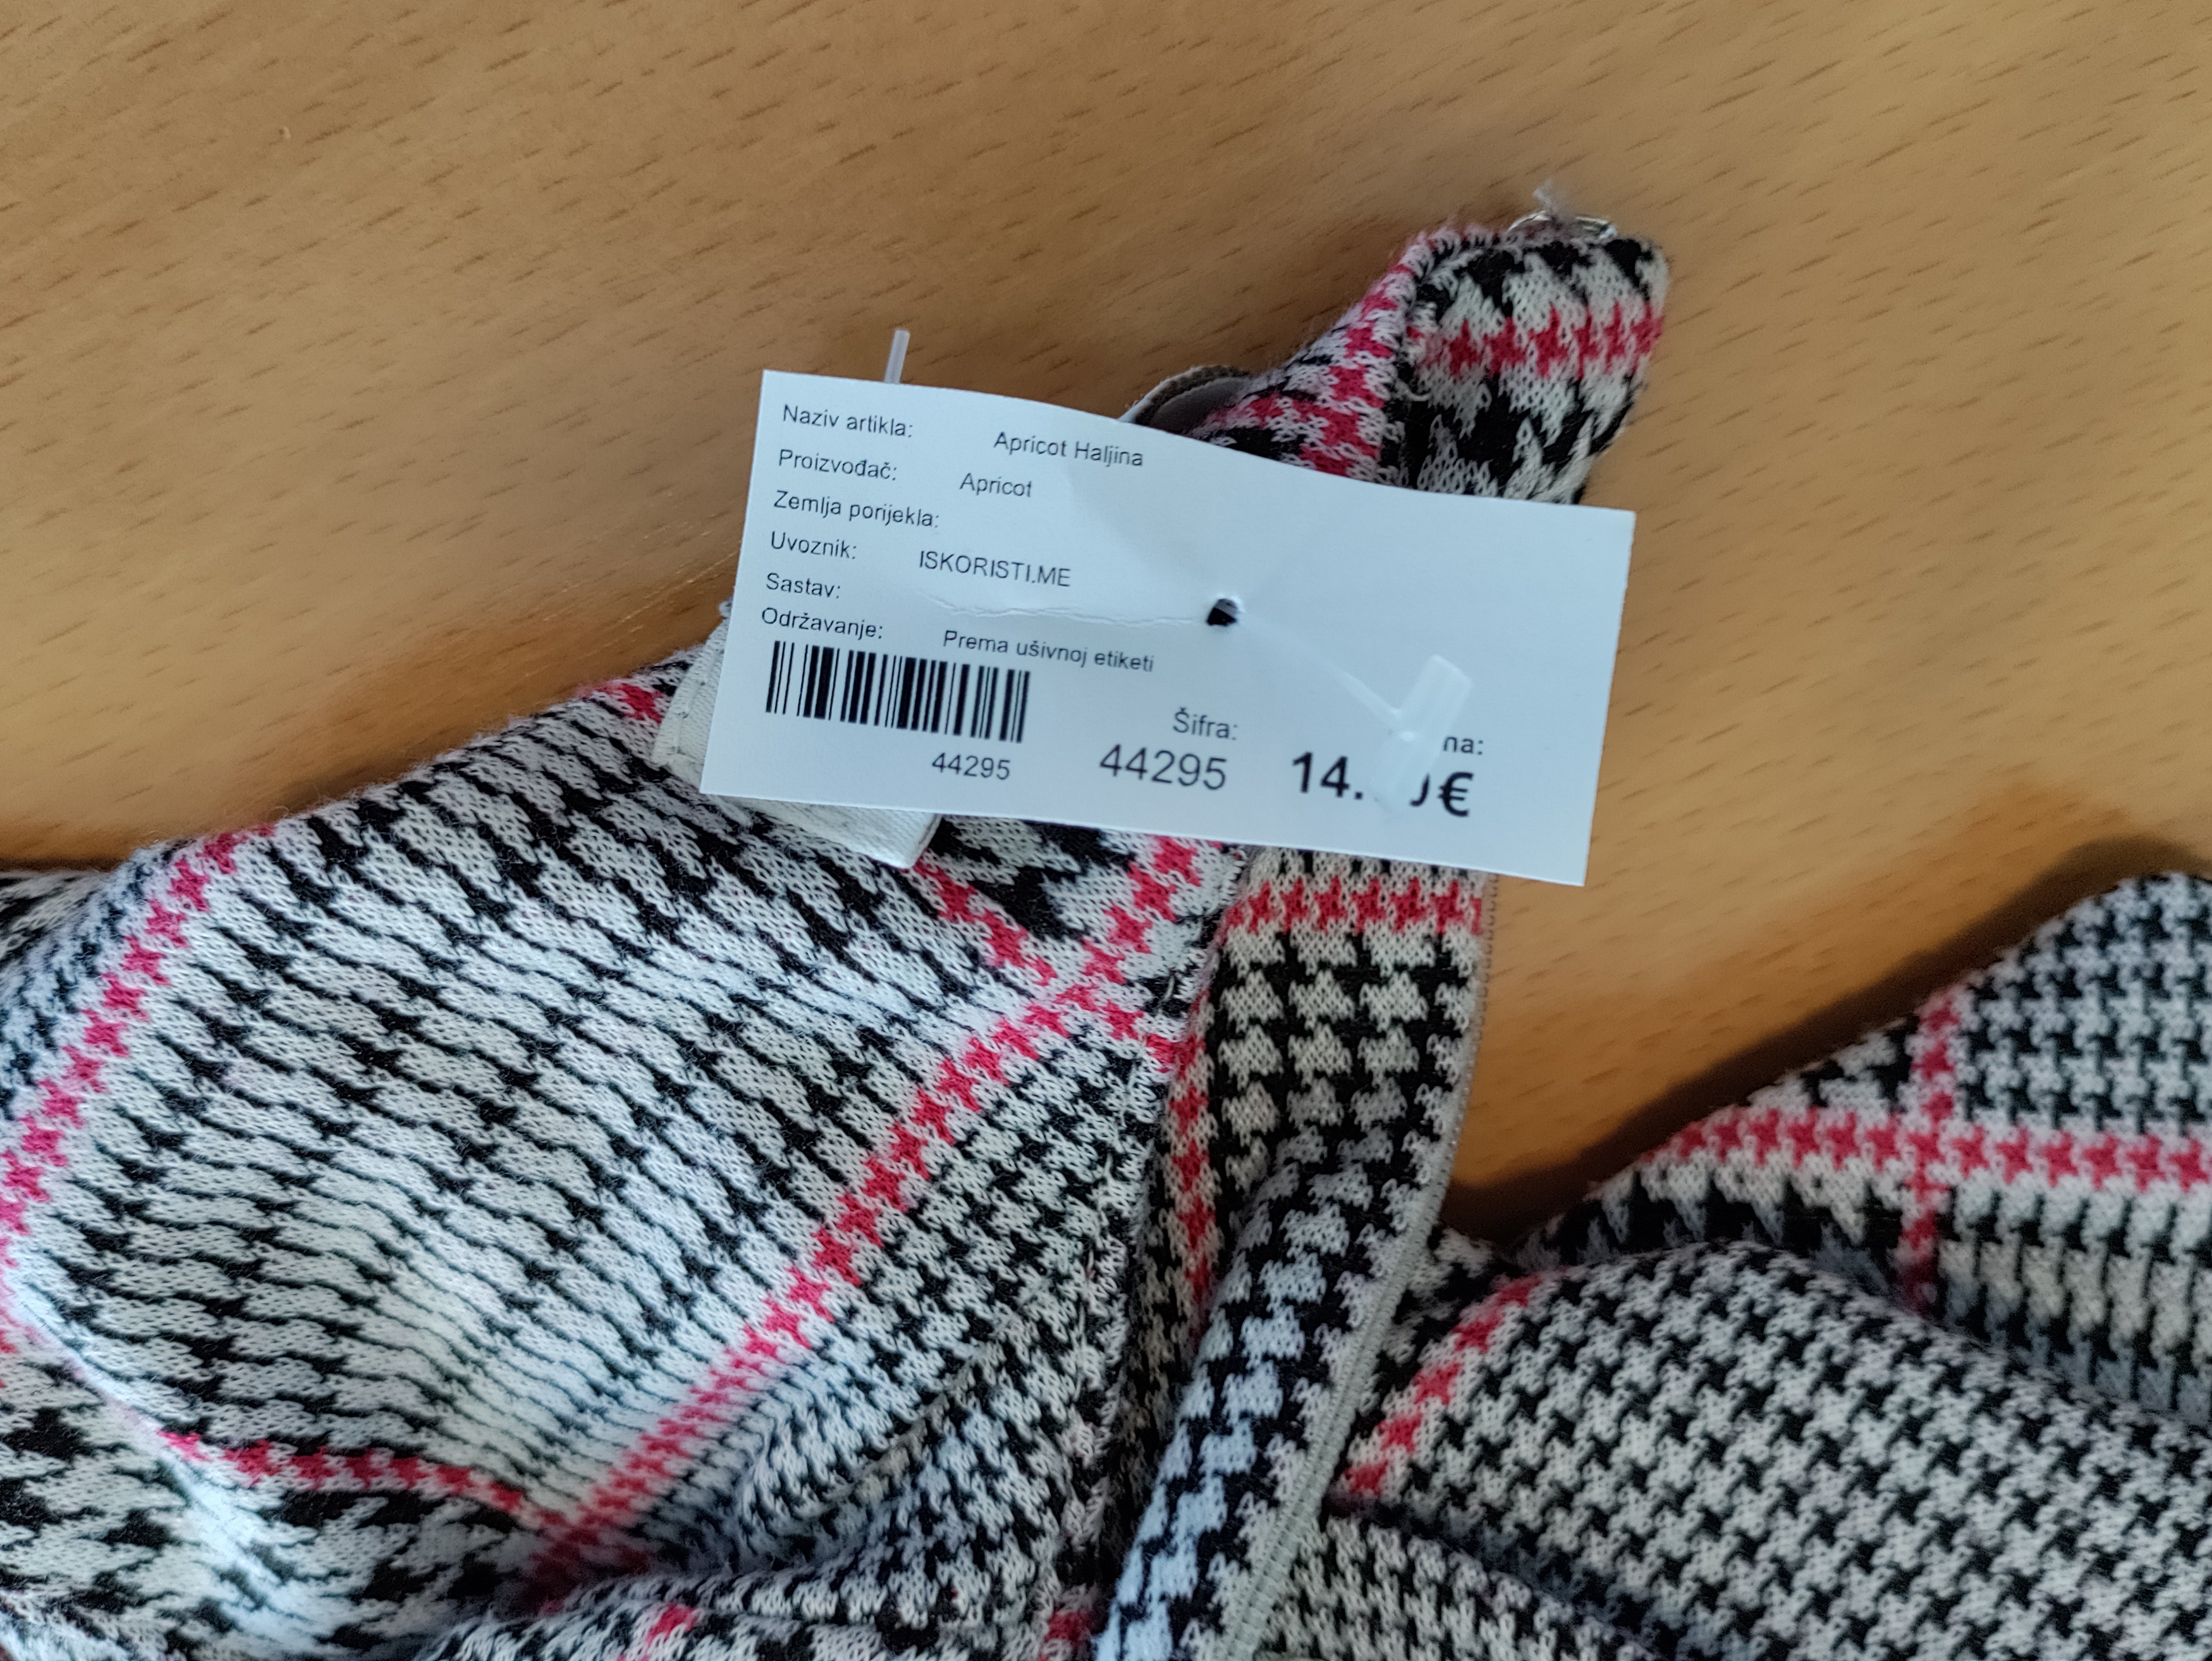 Naziv artikla: Apricot Haljina
Proizvođač: Apricot
Zemlja porijekla:
Uvoznik: ISKORISTI.ME
Sastav:
Održavanje: Prema ušivnoj etiketi
Šifra:
44295 44295